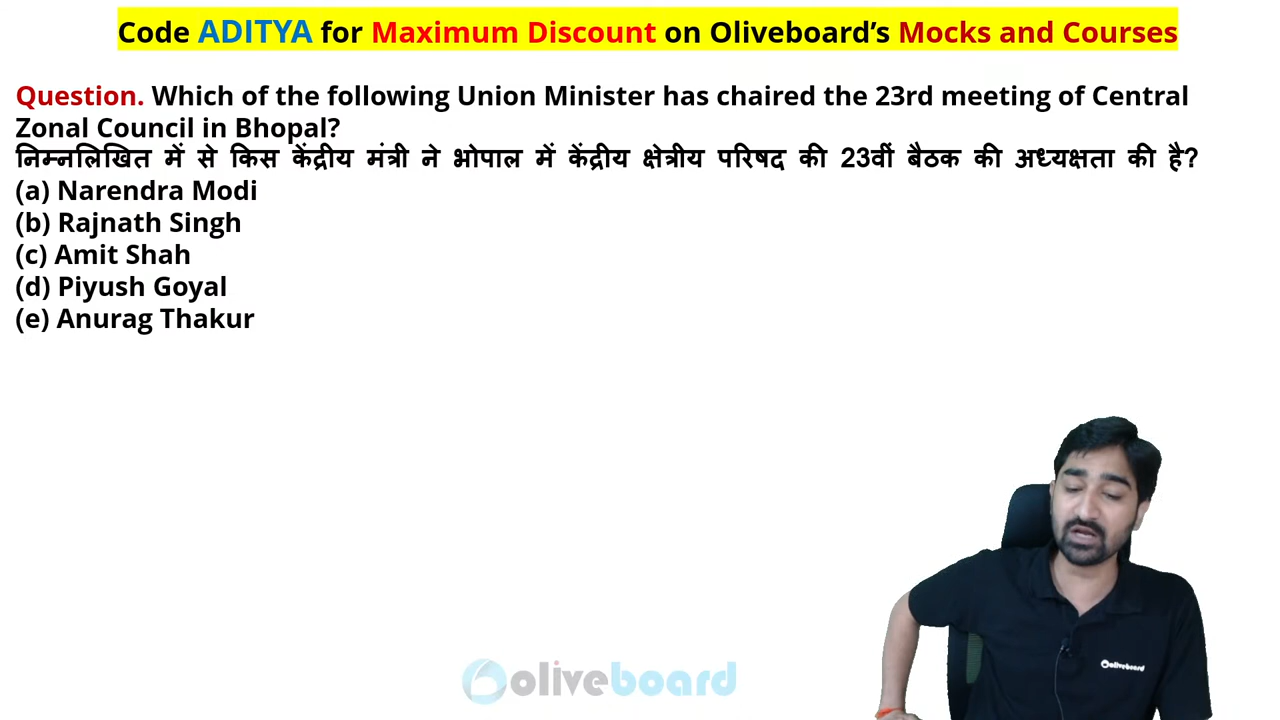 Code ADITYA for Maximum Discount on Oliveboard’s Mocks and Courses
Question. Which of the following Union Minister has chaired the 23rd meeting of Central
Zonal Council in Bhopal?
निम्नलिखित में से किस केंद्रीय मंत्री ने भोपाल में केंद्रीय क्षेत्रीय परिषद की 23वीं बैठक की अध्यक्षता की है?
(a) Narendra Modi
(b) Rajnath Singh
(c) Amit Shah
(d) Piyush Goyal
(e) Anurag Thakur
oliveboard
oliveboard